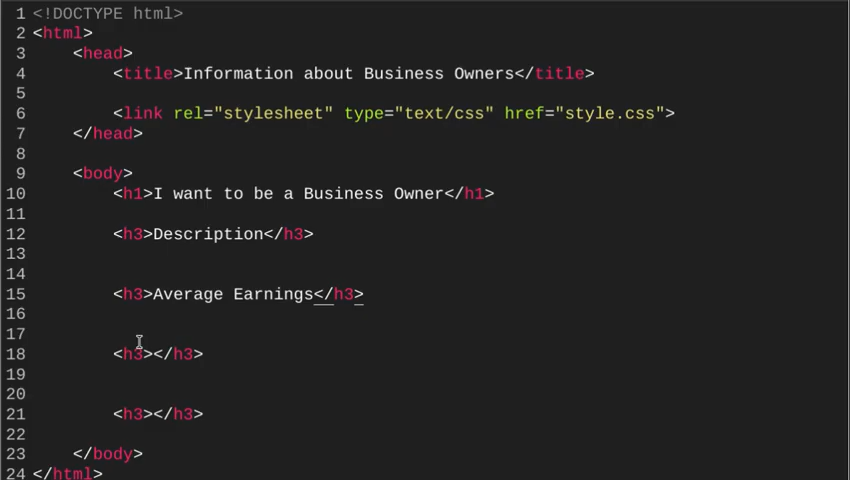 1 <!DOCTYPE html>
2 <html>
3     <head>
4         <title>Information about Business Owners</title>
5
6         <link rel="stylesheet" type="text/css" href="style.css">
7     </head>
8
9     <body>
10         <h1>I want to be a Business Owner</h1>
11
12         <h3>Description</h3>
13
14
15         <h3>Average Earnings</h3>
16
17
18         <h3></h3>
19
20
21         <h3></h3>
22
23     </body>
24 </html>